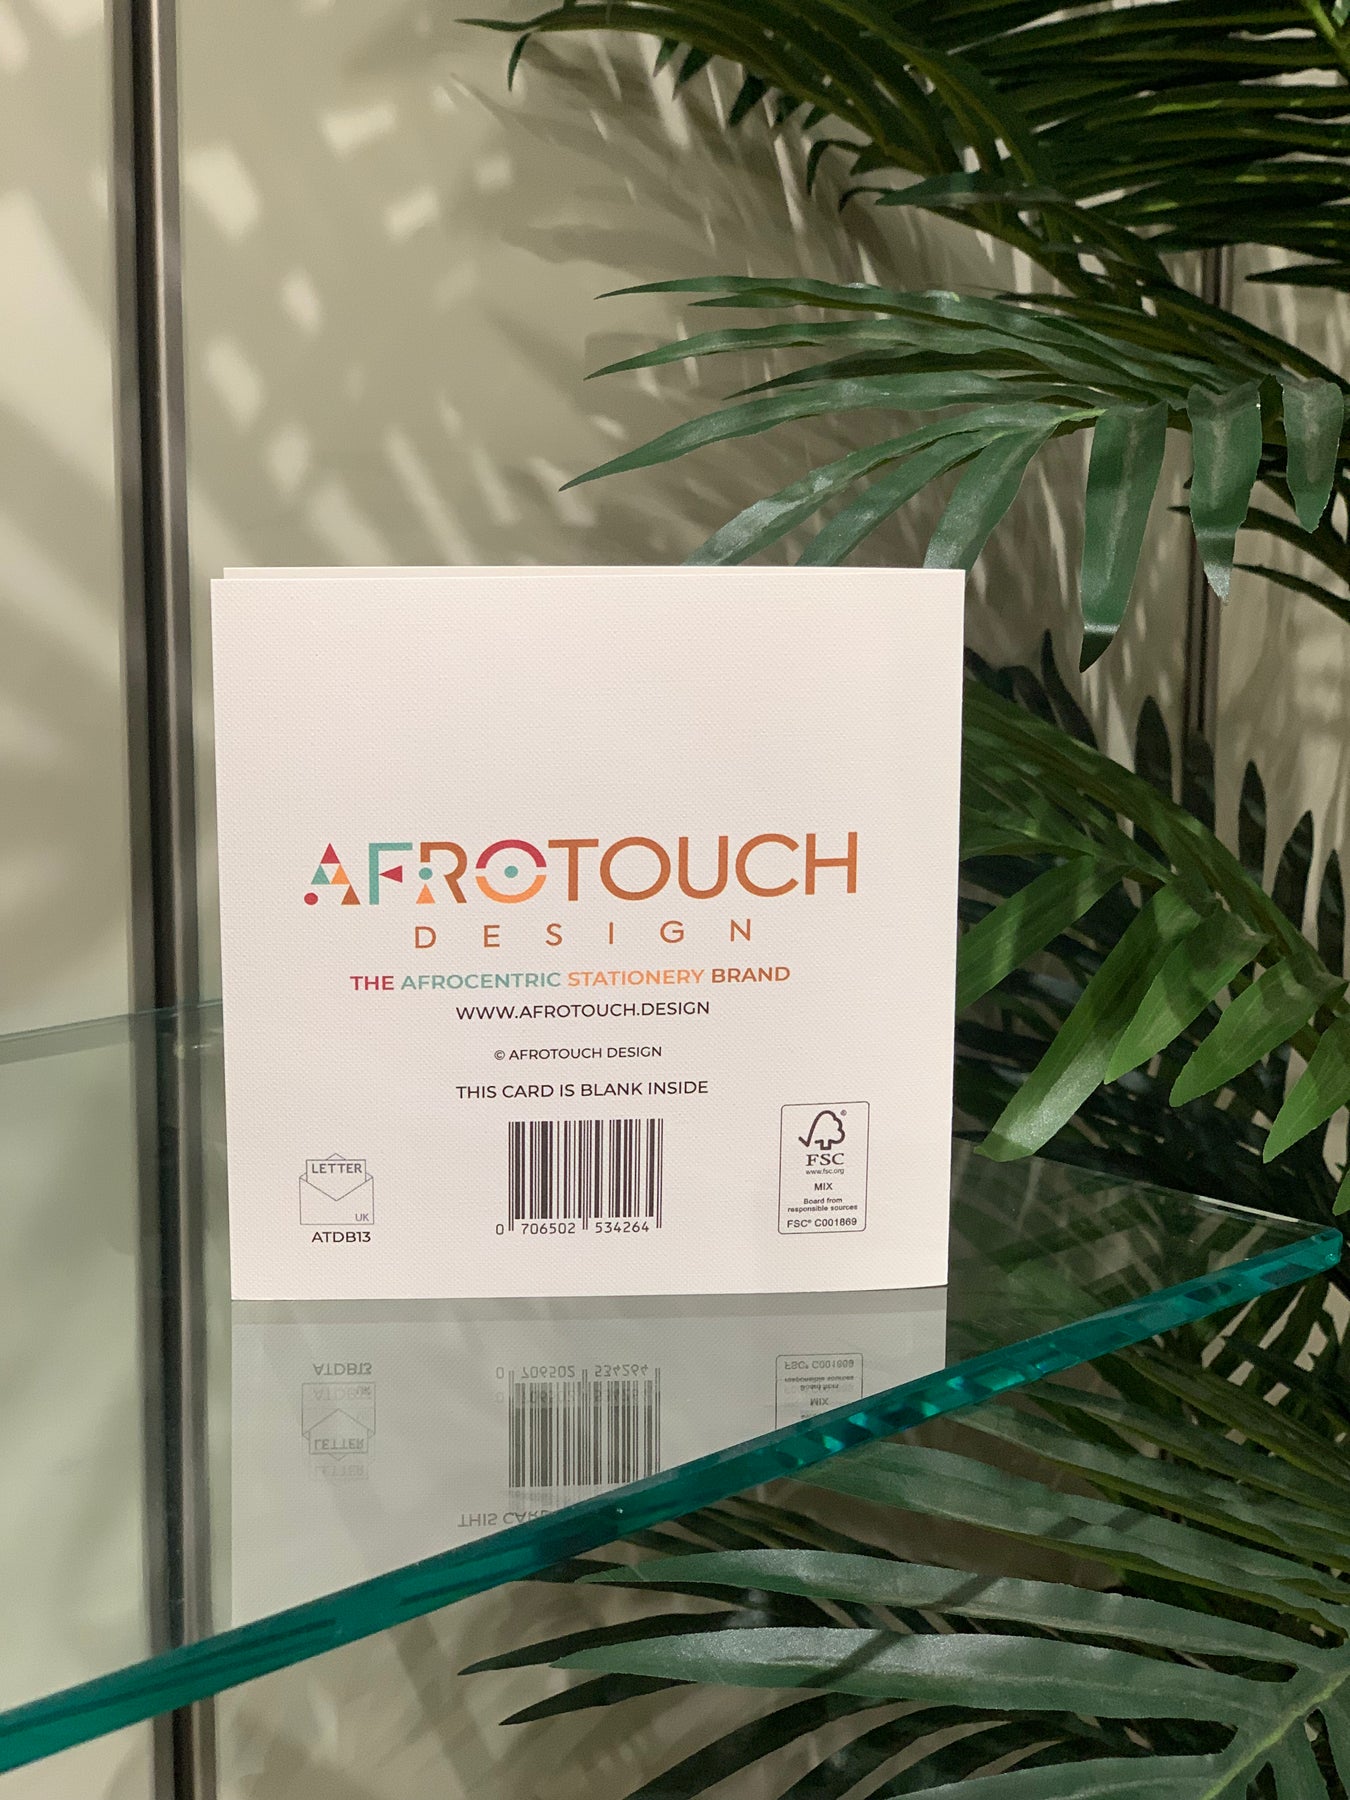 AFROTOUCH
DESIGN
THE AFROCENTRIC STATIONERY BRAND
WWW.AFROTOUCH.DESIGN
© AFROTOUCH DESIGN
THIS CARD IS BLANK INSIDE
LETTER
UK
ATDB13
0 706502 534264
FSC
www.fsc.org
MIX
Board from
responsible sources
FSC® C001869